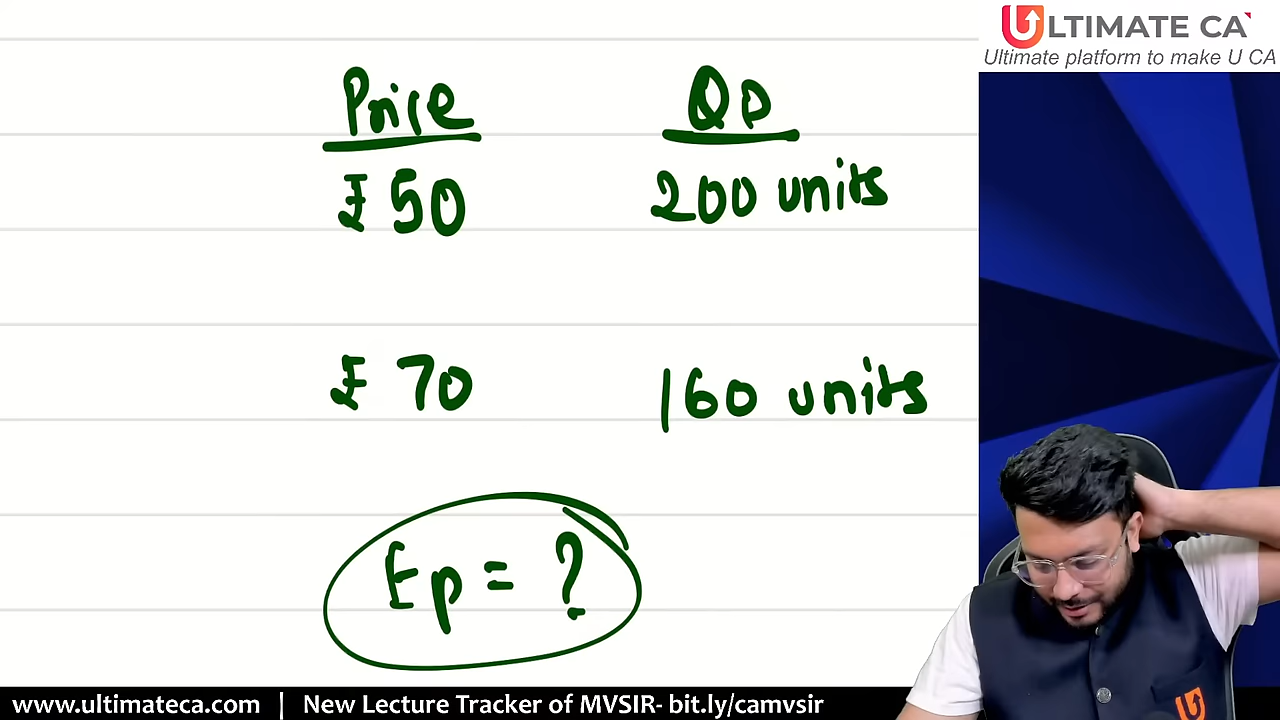 ULTIMATE CA
Ultimate platform to make U CA
Price QD
₹ 50 200 units
₹ 70 160 units
Ep = ?
www.ultimateca.com | New Lecture Tracker of MVSIR- bit.ly/camvsir